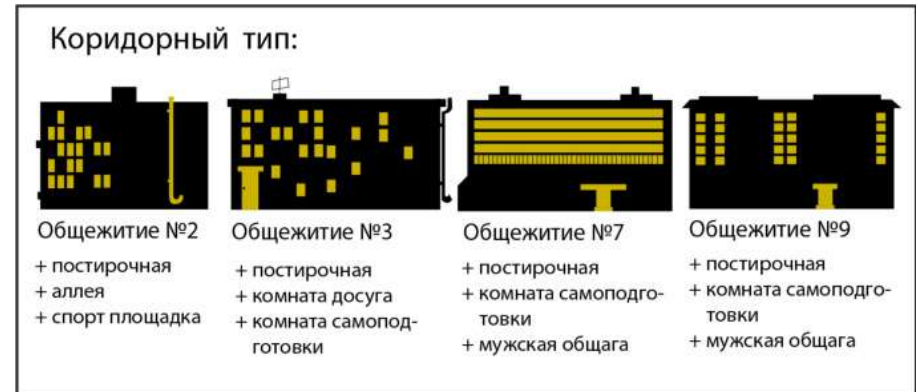 Коридорный тип:
Общежитие №2
+ постирочная
+ аллея
+ спорт площадка
Общежитие №3
+ постирочная
+ комната досуга
+ комната самопод-
готовки
Общежитие №7
+ постирочная
+ комната самоподго-
товки
+ мужская общага
Общежитие №9
+ постирочная
+ комната самоподго-
товки
+ мужская общага